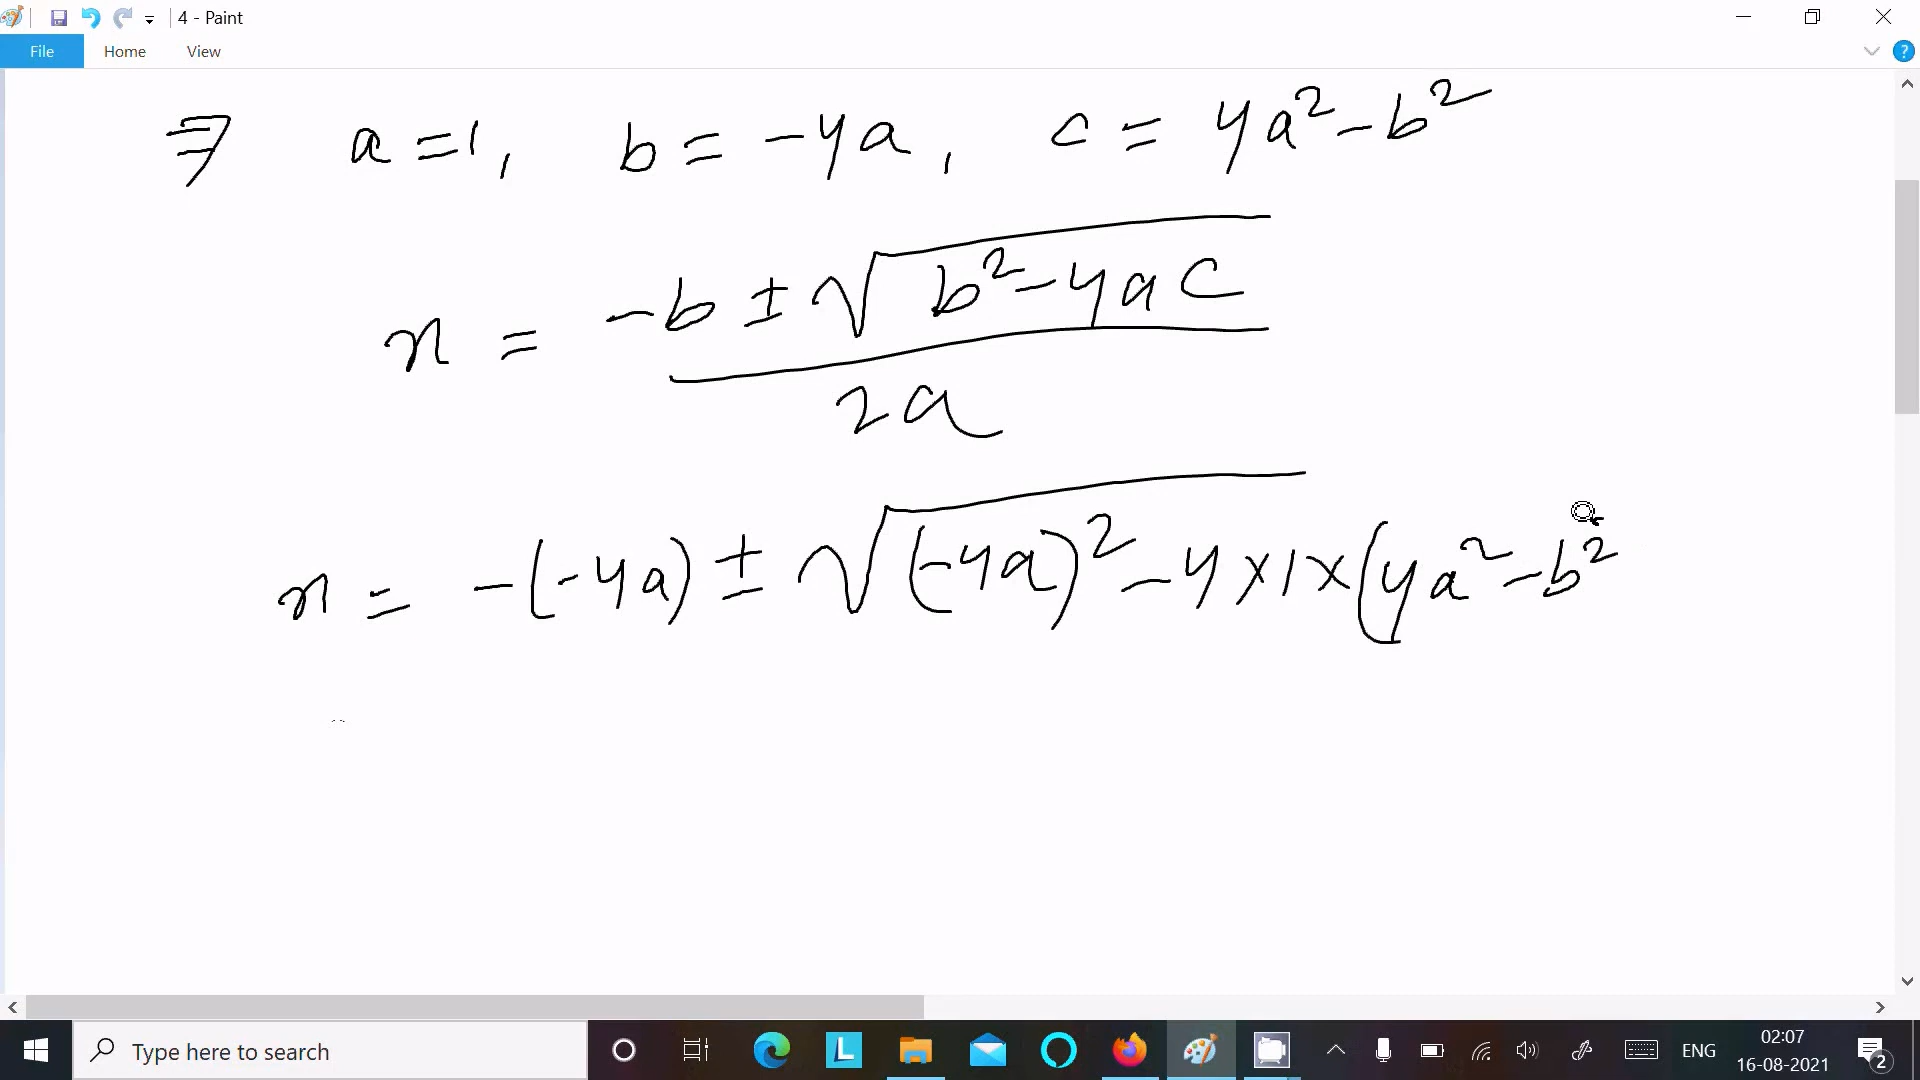 4 - Paint
File Home View
⇒ a = 1, b = -4a, c = 4a² - b²
x = -b ± √b² - 4ac
2a
x = -(-4a) ± √(-4a)² - 4 × 1 × (4a² - b²
Type here to search
ENG
02:07
16-08-2021
2